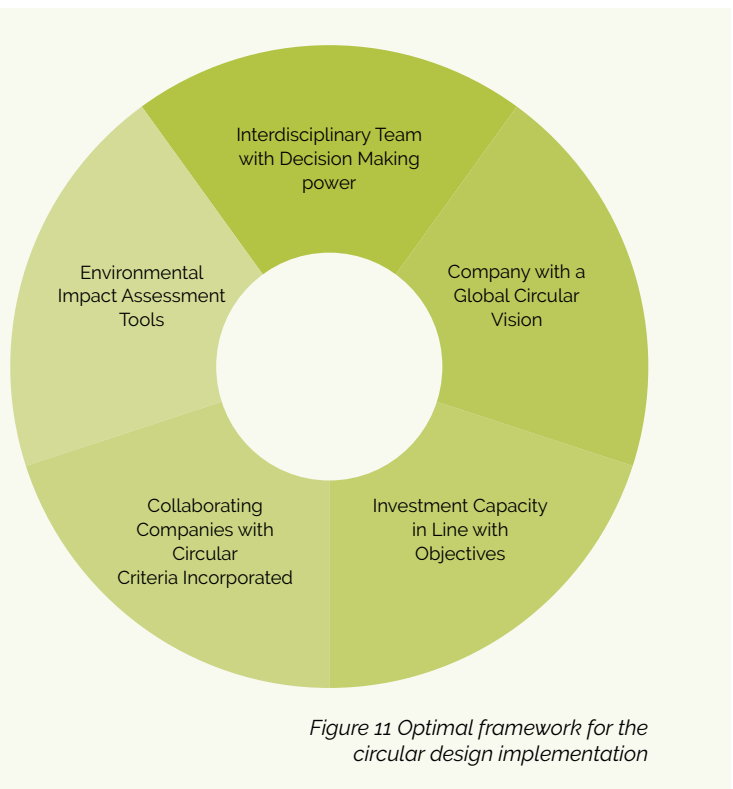 Interdisciplinary Team
with Decision Making
power
Company with a
Global Circular
Vision
Investment Capacity
in Line with
Objectives
Collaborating
Companies with
Circular
Criteria Incorporated
Environmental
Impact Assessment
Tools
Figure 11 Optimal framework for the
circular design implementation